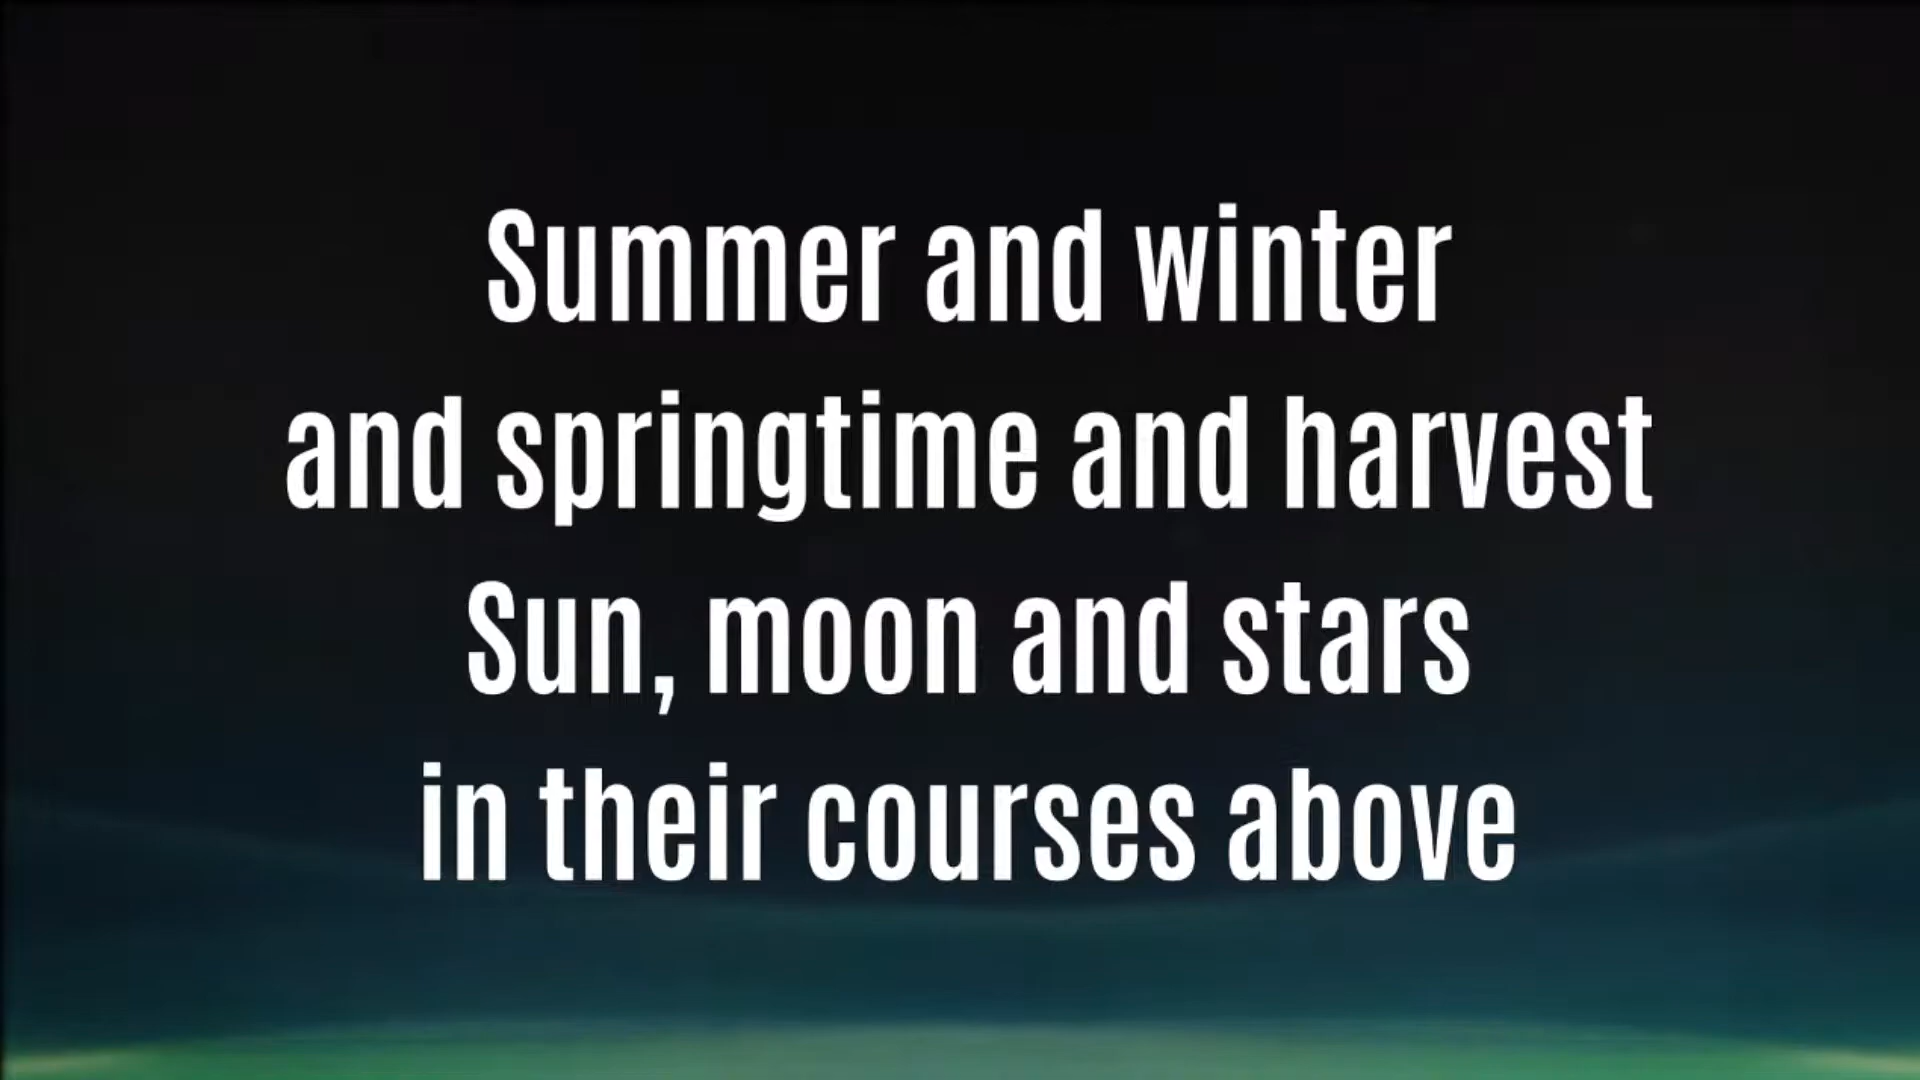 Summer and winter
and springtime and harvest
Sun, moon and stars
in their courses above